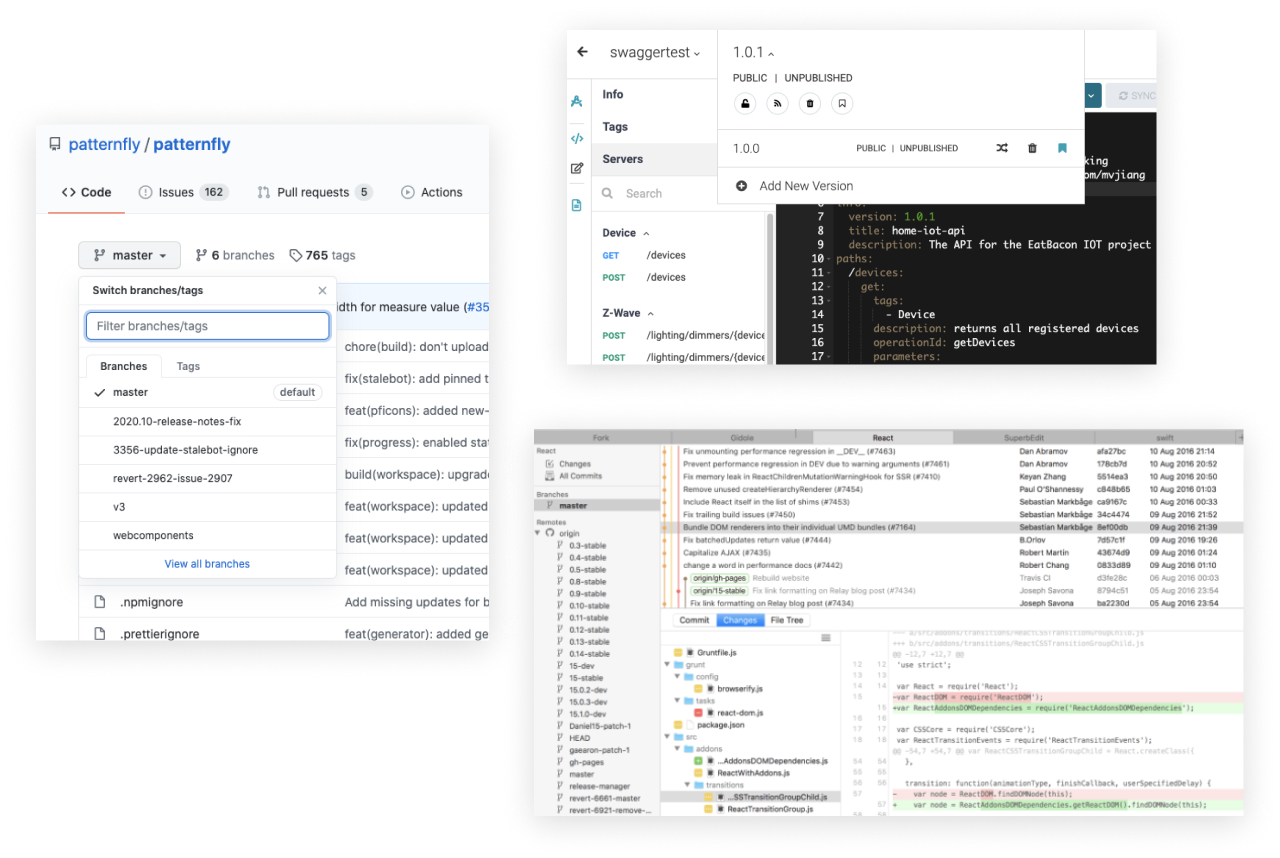 patternfly / patternfly
Code Issues 162 Pull requests 5 Actions
master 6 branches 765 tags
Switch branches/tags
Filter branches/tags
Branches Tags
master default
2020.10-release-notes-fix
3356-update-stalebot-ignore
revert-2962-issue-2907
v3
webcomponents
View all branches
idth for measure value (#35
chore(build): don't upload
fix(stalebot): add pinned t
feat(pficons): added new-
fix(progress): enabled stat
build(workspace): upgrade
feat(workspace): updated
feat(workspace): updated
feat(workspace): updated
.npmignore Add missing updates for b
.prettierignore feat(generator): added ge
swaggertest
1.0.1
PUBLIC | UNPUBLISHED
1.0.0 PUBLIC | UNPUBLISHED
Add New Version
SYNC
Info
Tags
Servers
Search
Device
GET /devices
POST /devices
Z-Wave
POST /lighting/dimmers/{device
POST /lighting/dimmers/{device
king
om/mvjiang
7 version: 1.0.1
8 title: home-iot-api
9 description: The API for the EatBacon IOT project
10 paths:
11 /devices:
12 get:
13 tags:
14 - Device
15 description: returns all registered devices
16 operationId: getDevices
17 parameters:
Fork Gidole React SuperbEdit swift
React
Changes
All Commits
Branches
master
Remotes
origin
0.3-stable
0.4-stable
0.5-stable
0.8-stable
0.9-stable
0.10-stable
0.11-stable
0.12-stable
0.13-stable
0.14-stable
15-dev
15-stable
15.0.2-dev
15.0.3-dev
15.1.0-dev
Daniel15-patch-1
HEAD
gaearon-patch-1
gh-pages
master
release-manager
revert-6661-master
revert-6921-remove-...
Fix unmounting performance regression in __DEV__ (#7463) Dan Abramov afa27bc 10 Aug 2016 21:14
Prevent performance regression in DEV due to warning arguments (#7461) Dan Abramov 178cb7d 10 Aug 2016 20:52
Fix memory leak in ReactChildrenMutationWarningHook for SSR (#7410) Keyan Zhang 5514ea3 10 Aug 2016 20:50
Remove unused createHierarchyRenderer (#7454) Paul O'Shannessy c848b65 10 Aug 2016 01:03
Include React itself in the list of shims (#7453) Sebastian Markbåge ca9167c 10 Aug 2016 00:33
Fix trailing build issues (#7450) Sebastian Markbåge 34c4474 09 Aug 2016 21:52
Bundle DOM renderers into their individual UMD bundles (#7164) Sebastian Markbåge 8ef00db 09 Aug 2016 21:39
Fix batchedUpdates return value (#7444) B.Orlov 7d57c1f 09 Aug 2016 19:26
Capitalize AJAX (#7435) Robert Martin 43674d9 09 Aug 2016 01:24
change a word in performance docs (#7442) Robert Chang 0833d89 09 Aug 2016 01:10
origin/gh-pages Rebuild website Travis CI d3fe28c 06 Aug 2016 00:03
origin/15-stable Fix link formatting on Relay blog post (#7434) Joseph Savona 8794c51 05 Aug 2016 23:54
Fix link formatting on Relay blog post (#7434) Joseph Savona ba2230d 05 Aug 2016 23:54
Commit Changes File Tree
Gruntfile.js
grunt
config
browserify.js
tasks
react-dom.js
package.json
src
addons
...AddonsDOMDependencies.js
ReactWithAddons.js
transitions
...SSTransitionGroupChild.js
ReactTransitionGroup.js
--- a/src/addons/transitions/ReactCSSTransitionGroupChild.js
+++ b/src/addons/transitions/ReactCSSTransitionGroupChild.js
@@ -12,7 +12,7 @@
12 12 'use strict';
13 13
14 14 var React = require('React');
15 -var ReactDOM = require('ReactDOM');
15 +var ReactAddonsDOMDependencies = require('ReactAddonsDOMDependencies');
16 16
17 17 var CSSCore = require('CSSCore');
18 18 var ReactTransitionEvents = require('ReactTransitionEvents');
@@ -54,7 +54,7 @@ var ReactCSSTransitionGroupChild = React.createClass({
54 54 },
55 55
56 56 transition: function(animationType, finishCallback, userSpecifiedDelay) {
57 - var node = ReactDOM.findDOMNode(this);
57 + var node = ReactAddonsDOMDependencies.getReactDOM().findDOMNode(this);
58 58